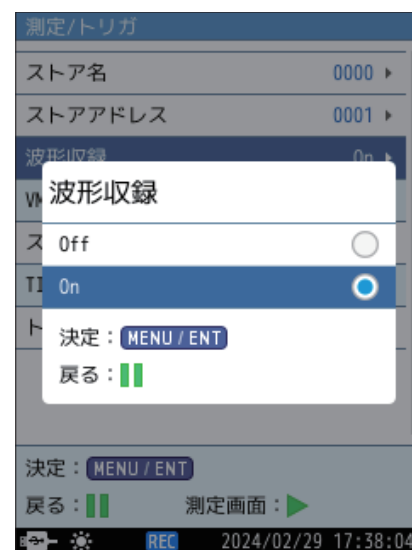 測定/トリガ
ストア名 0000
ストアアドレス 0001
波形収録 On
波形収録
Off
On
決定：MENU / ENT
戻る：
決定：MENU / ENT
戻る： 測定画面：
REC 2024/02/29 17:38:04